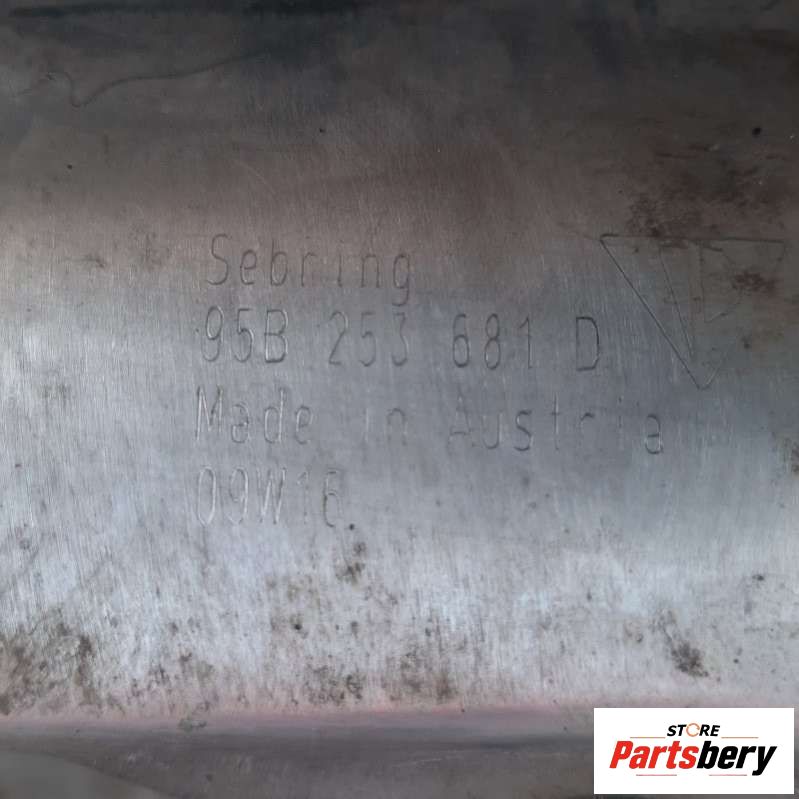 Sebring
95B 253 681 D
Made in Austria
09W16
STORE
Partsbery